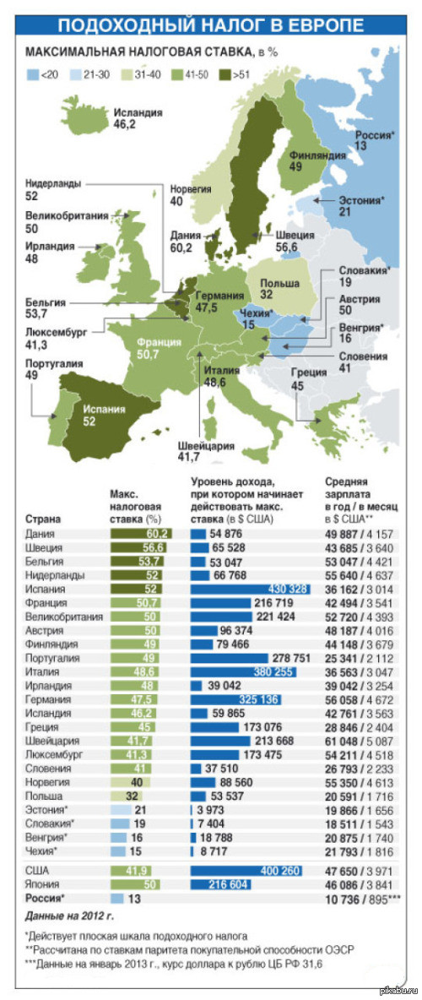 ПОДОХОДНЫЙ НАЛОГ В ЕВРОПЕ
МАКСИМАЛЬНАЯ НАЛОГОВАЯ СТАВКА, в %
<20 21-30 31-40 41-50 >51
Исландия
46,2
Россия*
13
Финляндия
49
Нидерланды
52
Норвегия
40
Эстония*
21
Великобритания
50
Дания
60,2
Швеция
56,6
Ирландия
48
Словакия*
19
Польша
32
Бельгия
53,7
Германия
47,5
Австрия
50
Чехия*
15
Люксембург
41,3
Венгрия*
16
Франция
50,7
Словения
41
Португалия
49
Италия
48,6
Греция
45
Испания
52
Швейцария
41,7
Страна
Макс.
налоговая
ставка (%)
Уровень дохода,
при котором начинает
действовать макс.
ставка (в $ США)
Средняя
зарплата
в год / в месяц
в $ США**
Дания 60,2 54 876 49 887 / 4 157
Швеция 56,6 65 528 43 685 / 3 640
Бельгия 53,7 53 047 53 047 / 4 421
Нидерланды 52 66 768 55 640 / 4 637
Испания 52 430 328 36 162 / 3 014
Франция 50,7 216 719 42 494 / 3 541
Великобритания 50 221 424 52 720 / 4 393
Австрия 50 96 374 48 187 / 4 016
Финляндия 49 79 466 44 148 / 3 679
Португалия 49 278 751 25 341 / 2 112
Италия 48,6 380 255 36 563 / 3 047
Ирландия 48 39 042 39 042 / 3 254
Германия 47,5 325 136 56 058 / 4 672
Исландия 46,2 59 865 42 761 / 3 563
Греция 45 173 076 28 846 / 2 404
Швейцария 41,7 213 668 61 048 / 5 087
Люксембург 41,3 173 475 54 211 / 4 518
Словения 41 37 510 26 793 / 2 233
Норвегия 40 88 560 55 350 / 4 613
Польша 32 53 537 20 591 / 1 716
Эстония* 21 3 973 19 866 / 1 656
Словакия* 19 7 404 18 511 / 1 543
Венгрия* 16 18 788 20 875 / 1 740
Чехия* 15 8 717 21 793 / 1 816
США 41,9 400 260 47 650 / 3 971
Япония 50 216 604 46 086 / 3 841
Россия* 13 10 736 / 895***
Данные на 2012 г.
*Действует плоская шкала подоходного налога
**Рассчитана по ставкам паритета покупательной способности ОЭСР
***Данные на январь 2013 г., курс доллара к рублю ЦБ РФ 31,6
pikabu.ru